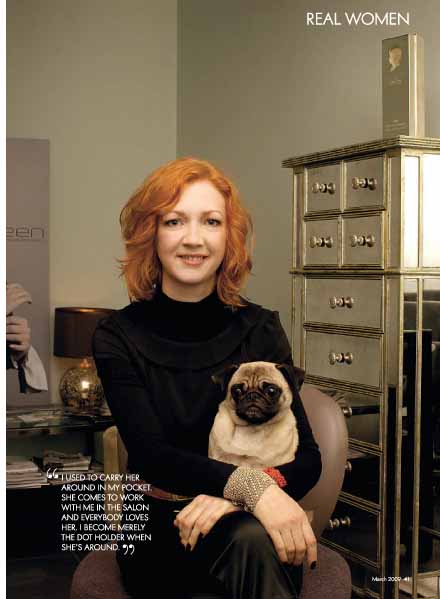 REAL WOMEN
een
“I USED TO CARRY HER
AROUND IN MY POCKET.
SHE COMES TO WORK
WITH ME IN THE SALON
AND EVERYBODY LOVES
HER. I BECOME MERELY
THE DOT HOLDER WHEN
SHE'S AROUND.”
March 2009 41